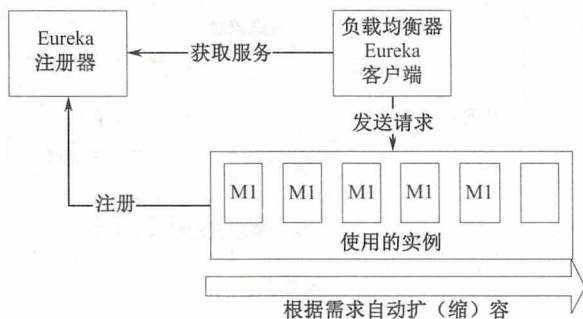 Eureka
注册器
获取服务
负载均衡器
Eureka
客户端
发送请求
注册
M1 M1 M1 M1 M1
使用的实例
根据需求自动扩（缩）容